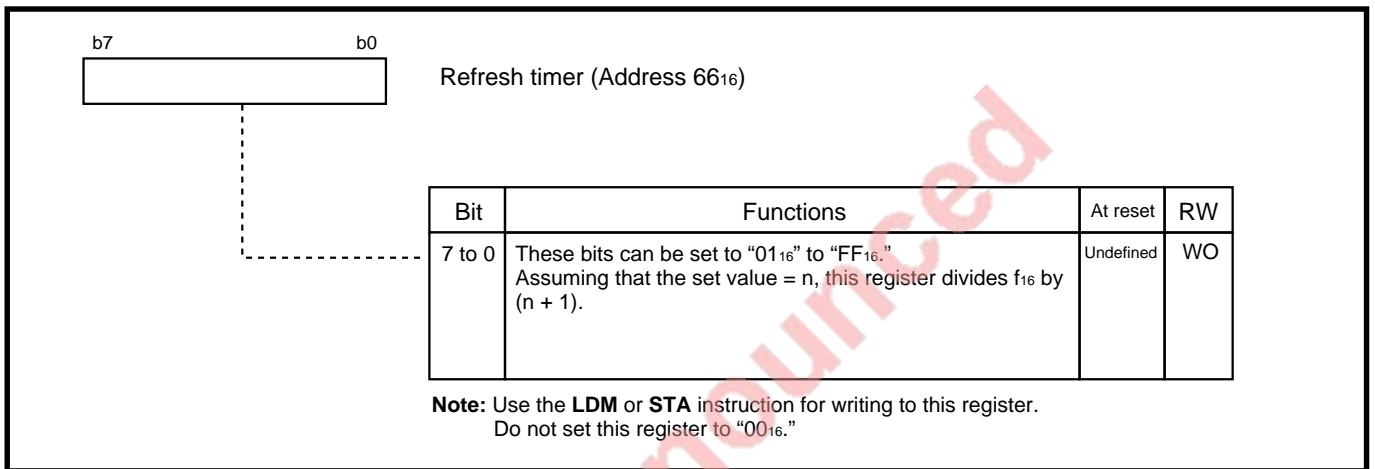 b7 b0
Refresh timer (Address 66₁₆)
Bit Functions At reset RW
7 to 0 These bits can be set to “01₁₆” to “FF₁₆.” Undefined WO
Assuming that the set value = n, this register divides f₁₆ by
(n + 1).
Note: Use the LDM or STA instruction for writing to this register.
Do not set this register to “00₁₆.”
nounced